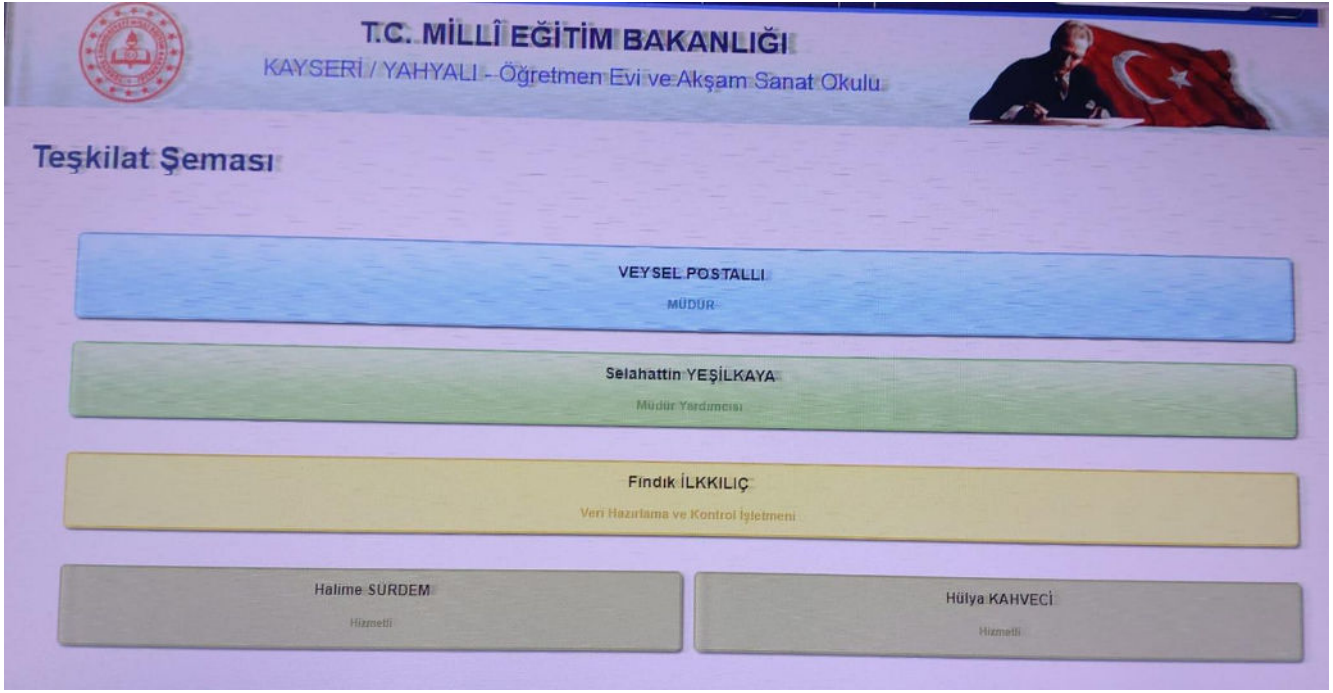 T.C. MİLLÎ EĞİTİM BAKANLIĞI
KAYSERİ / YAHYALI - Öğretmen Evi ve Akşam Sanat Okulu
Teşkilat Şeması
VEYSEL POSTALLI
MÜDÜR
Selahattin YEŞİLKAYA
Müdür Yardımcısı
Fındık İLKKILIÇ
Veri Hazırlama ve Kontrol İşletmeni
Halime SÜRDEM
Hizmetli
Hülya KAHVECİ
Hizmetli